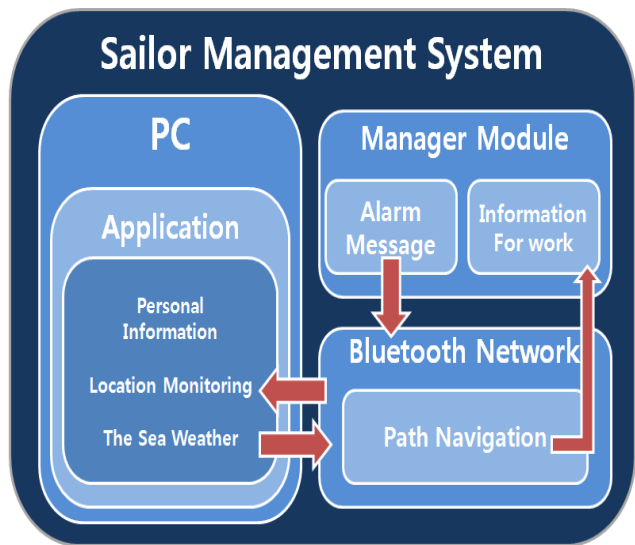 Sailor Management System
PC
Application
Personal
Information
Location Monitoring
The Sea Weather
Manager Module
Alarm
Message
Information
For work
Bluetooth Network
Path Navigation